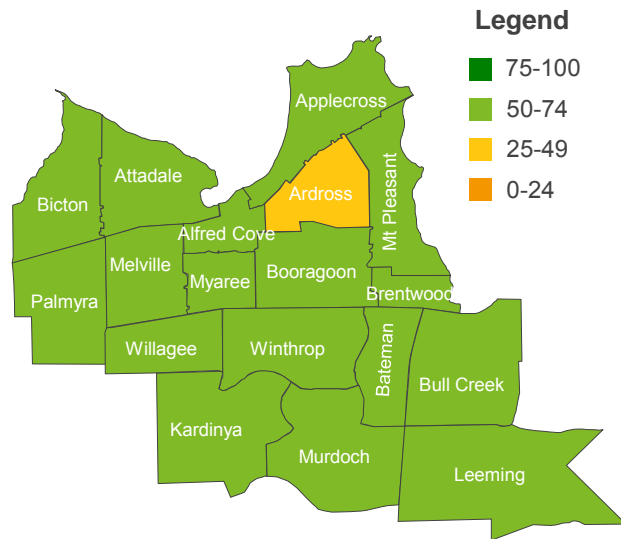 Legend
75-100
50-74
25-49
0-24
Applecross
Attadale
Ardross
Bicton
Mt Pleasant
Alfred Cove
Melville
Booragoon
Myaree
Brentwood
Palmyra
Willagee
Winthrop
Bateman
Bull Creek
Kardinya
Murdoch
Leeming